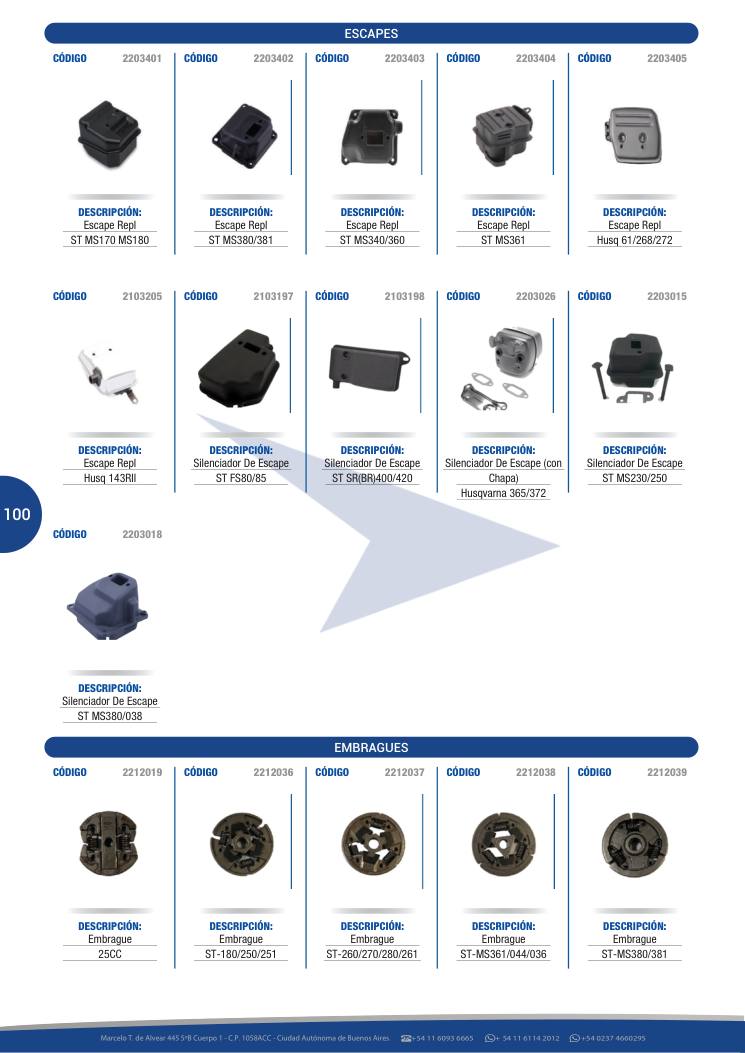 ESCAPES
CÓDIGO 2203401
DESCRIPCIÓN:
Escape Repl
ST MS170 MS180
CÓDIGO 2203402
DESCRIPCIÓN:
Escape Repl
ST MS380/381
CÓDIGO 2203403
DESCRIPCIÓN:
Escape Repl
ST MS340/360
CÓDIGO 2203404
DESCRIPCIÓN:
Escape Repl
ST MS361
CÓDIGO 2203405
DESCRIPCIÓN:
Escape Repl
Husq 61/268/272
CÓDIGO 2103205
DESCRIPCIÓN:
Escape Repl
Husq 143RII
CÓDIGO 2103197
DESCRIPCIÓN:
Silenciador De Escape
ST FS80/85
CÓDIGO 2103198
DESCRIPCIÓN:
Silenciador De Escape
ST SR(BR)400/420
CÓDIGO 2203026
DESCRIPCIÓN:
Silenciador De Escape (con
Chapa)
Husqvarna 365/372
CÓDIGO 2203015
DESCRIPCIÓN:
Silenciador De Escape
ST MS230/250
100
CÓDIGO 2203018
DESCRIPCIÓN:
Silenciador De Escape
ST MS380/038
EMBRAGUES
CÓDIGO 2212019
DESCRIPCIÓN:
Embrague
25CC
CÓDIGO 2212036
DESCRIPCIÓN:
Embrague
ST-180/250/251
CÓDIGO 2212037
DESCRIPCIÓN:
Embrague
ST-260/270/280/261
CÓDIGO 2212038
DESCRIPCIÓN:
Embrague
ST-MS361/044/036
CÓDIGO 2212039
DESCRIPCIÓN:
Embrague
ST-MS380/381
Marcelo T. de Alvear 445 5ºB Cuerpo 1 - C.P. 1058ACC - Ciudad Autónoma de Buenos Aires. +54 11 6093 6665 + 54 11 6114 2012 +54 0237 4660295